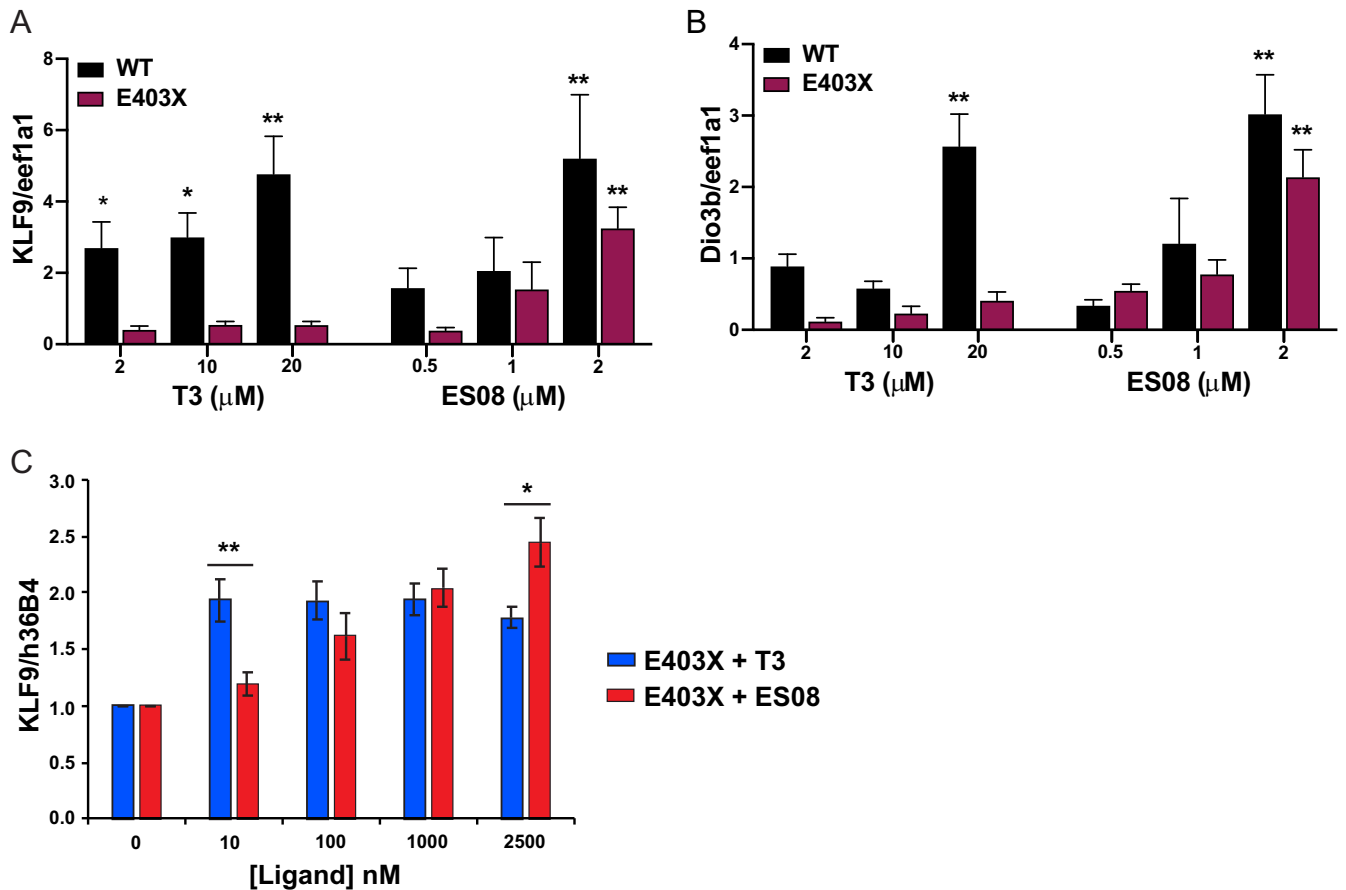 A
KLF9/eef1a1
8
6
4
2
0
WT
E403X
*
*
**
**
**
2
10
20
0.5
1
2
T3 (μM)
ES08 (μM)
B
Dio3b/eef1a1
4
3
2
1
0
WT
E403X
**
**
**
2
10
20
0.5
1
2
T3 (μM)
ES08 (μM)
C
KLF9/h36B4
3.0
2.5
2.0
1.5
1.0
0.5
0.0
**
*
0
10
100
1000
2500
[Ligand] nM
E403X + T3
E403X + ES08